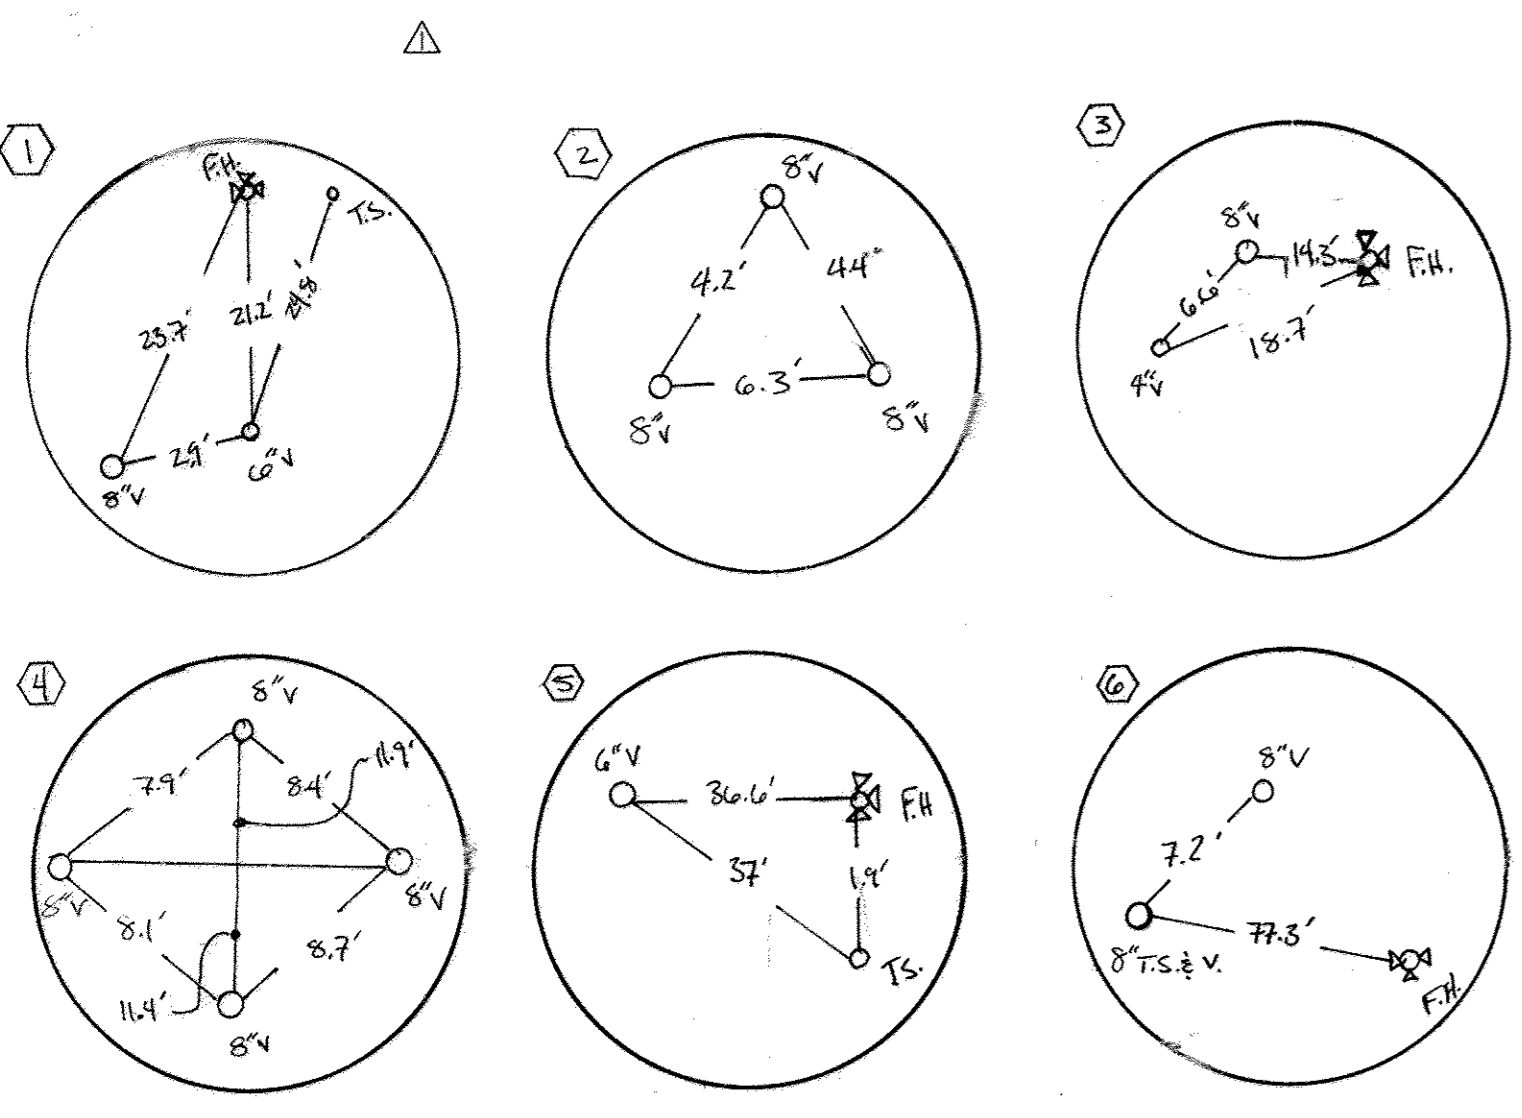 1
1
F.H.
T.S.
23.7'
21.2'
24.8'
2.9'
8"V
6"V
2
8"V
4.2'
4.4"
6.3'
8"V
8"V
3
8"V
14.3'
F.H.
6.6'
18.7'
4"V
4
8"V
11.9'
7.9'
8.4'
8"V
8"V
8.1'
8.7'
11.4'
8"V
5
6"V
36.6'
F.H
37'
1.9'
T.S.
6
8"V
7.2'
77.3'
8" T.S. & V.
F.H.